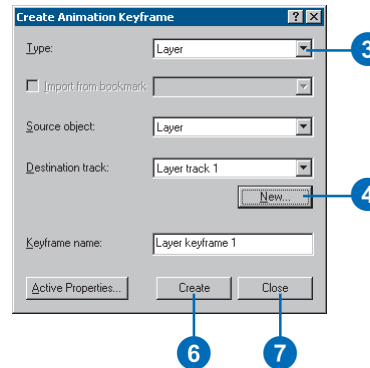 Create Animation Keyframe ? X
Type: Layer 3
Import from bookmark:
Source object: Layer
Destination track: Layer track 1
New... 4
Keyframe name: Layer keyframe 1
Active Properties... Create Close
6 7